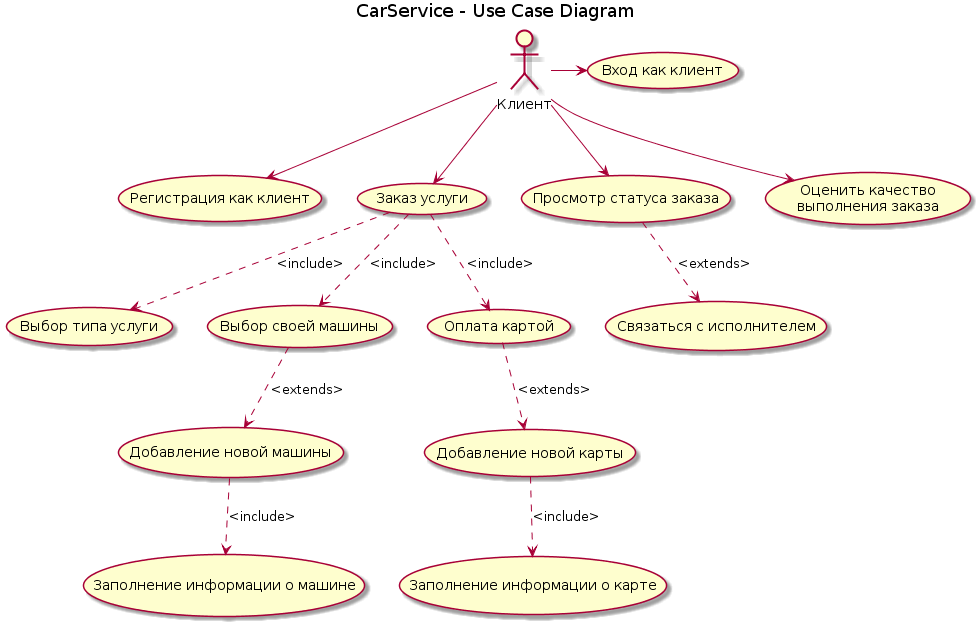 CarService - Use Case Diagram
Вход как клиент
Клиент
Регистрация как клиент
Заказ услуги
Просмотр статуса заказа
Оценить качество
выполнения заказа
<include>
<include>
<include>
<extends>
Выбор типа услуги
Выбор своей машины
Оплата картой
Связаться с исполнителем
<extends>
<extends>
Добавление новой машины
Добавление новой карты
<include>
<include>
Заполнение информации о машине
Заполнение информации о карте